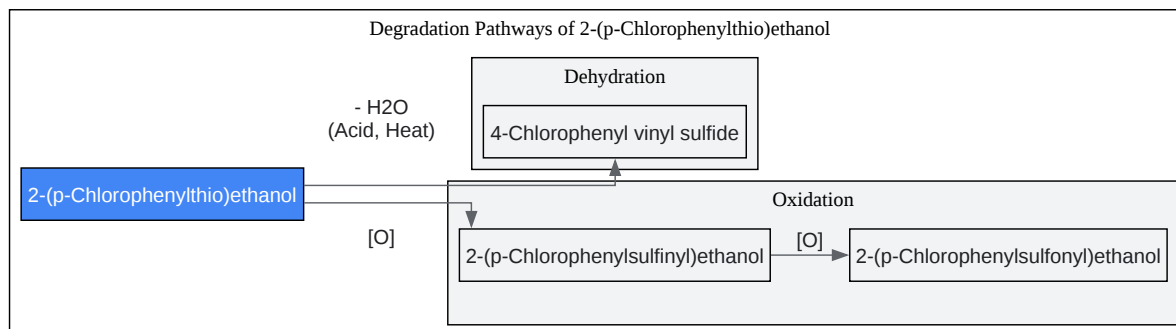 Degradation Pathways of 2-(p-Chlorophenylthio)ethanol
Dehydration
- H2O
(Acid, Heat)
4-Chlorophenyl vinyl sulfide
2-(p-Chlorophenylthio)ethanol
Oxidation
[O]
2-(p-Chlorophenylsulfinyl)ethanol
[O]
2-(p-Chlorophenylsulfonyl)ethanol